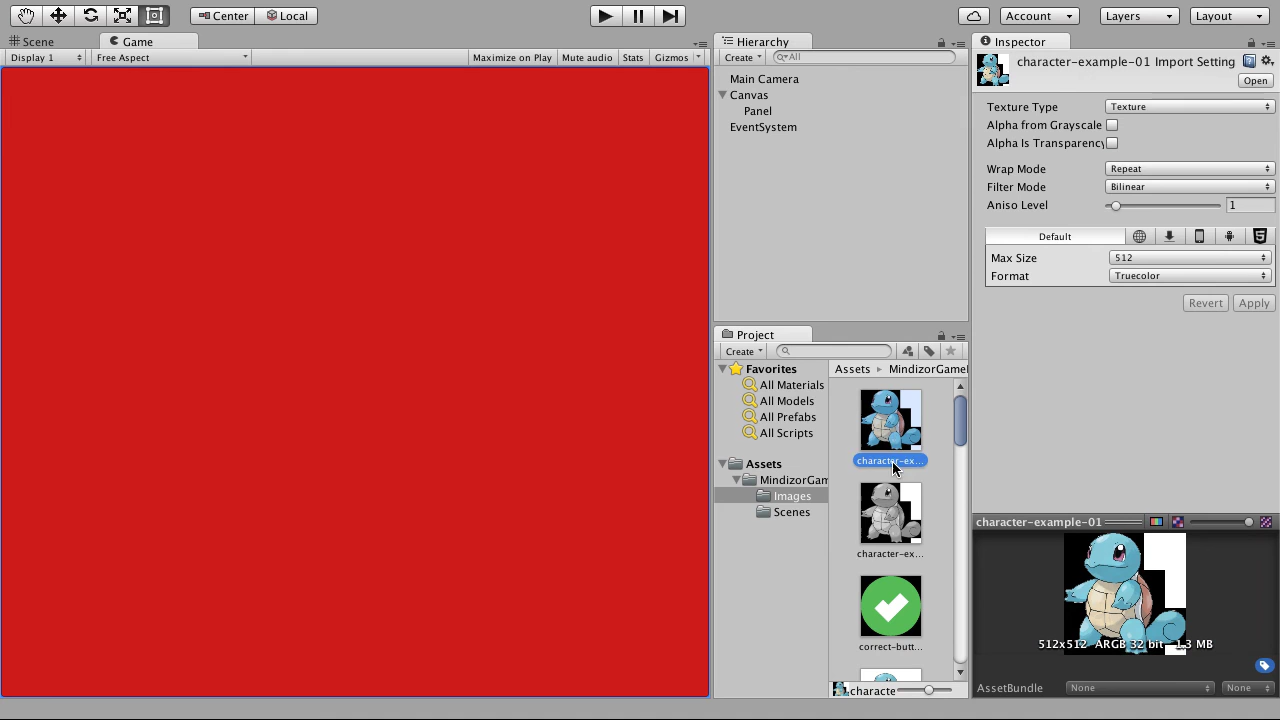 Center Local Account Layers Layout
Scene Game
Display 1 Free Aspect Maximize on Play Mute audio Stats Gizmos
Hierarchy
Create All
Main Camera
Canvas
Panel
EventSystem
Project
Create
Favorites
All Materials
All Models
All Prefabs
All Scripts
Assets
MindizorGam
Images
Scenes
Assets MindizorGame
character-ex...
character-ex...
correct-butt...
characte
Inspector
character-example-01 Import Setting
Open
Texture Type Texture
Alpha from Grayscale
Alpha Is Transparency
Wrap Mode Repeat
Filter Mode Bilinear
Aniso Level 1
Default
Max Size 512
Format Truecolor
Revert Apply
character-example-01
512x512 ARGB 32 bit 1.3 MB
AssetBundle None None